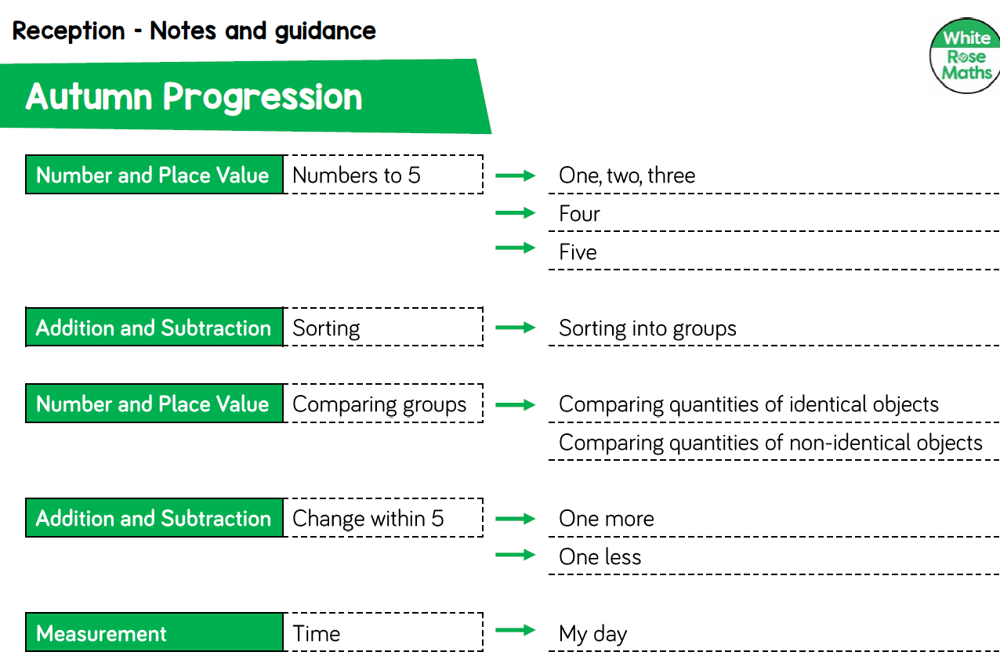 Reception - Notes and guidance
White
Rose
Maths
Autumn Progression
Number and Place Value Numbers to 5 One, two, three
Four
Five
Addition and Subtraction Sorting Sorting into groups
Number and Place Value Comparing groups Comparing quantities of identical objects
Comparing quantities of non-identical objects
Addition and Subtraction Change within 5 One more
One less
Measurement Time My day